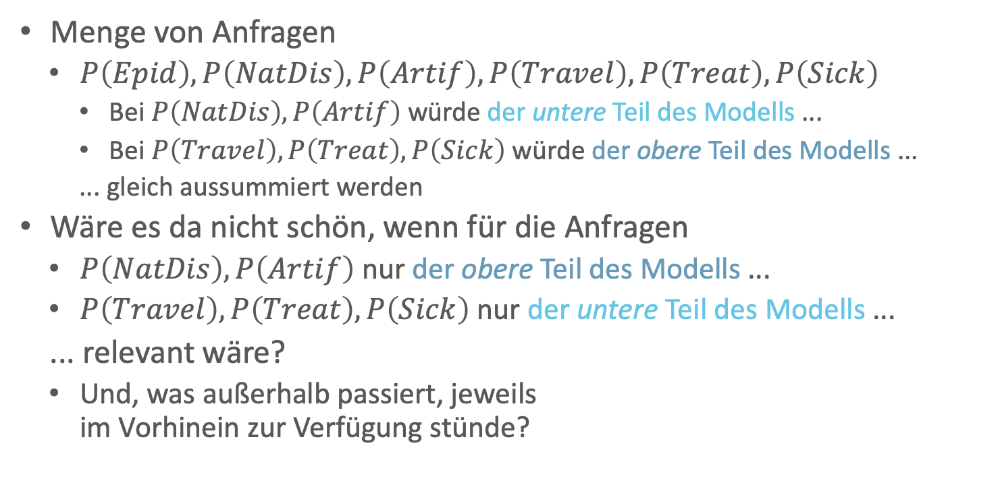 • Menge von Anfragen
• P(Epid), P(NatDis), P(Artif), P(Travel), P(Treat), P(Sick)
• Bei P(NatDis), P(Artif) würde der untere Teil des Modells ...
• Bei P(Travel), P(Treat), P(Sick) würde der obere Teil des Modells ...
... gleich aussummiert werden
• Wäre es da nicht schön, wenn für die Anfragen
• P(NatDis), P(Artif) nur der obere Teil des Modells ...
• P(Travel), P(Treat), P(Sick) nur der untere Teil des Modells ...
... relevant wäre?
• Und, was außerhalb passiert, jeweils
im Vorhinein zur Verfügung stünde?